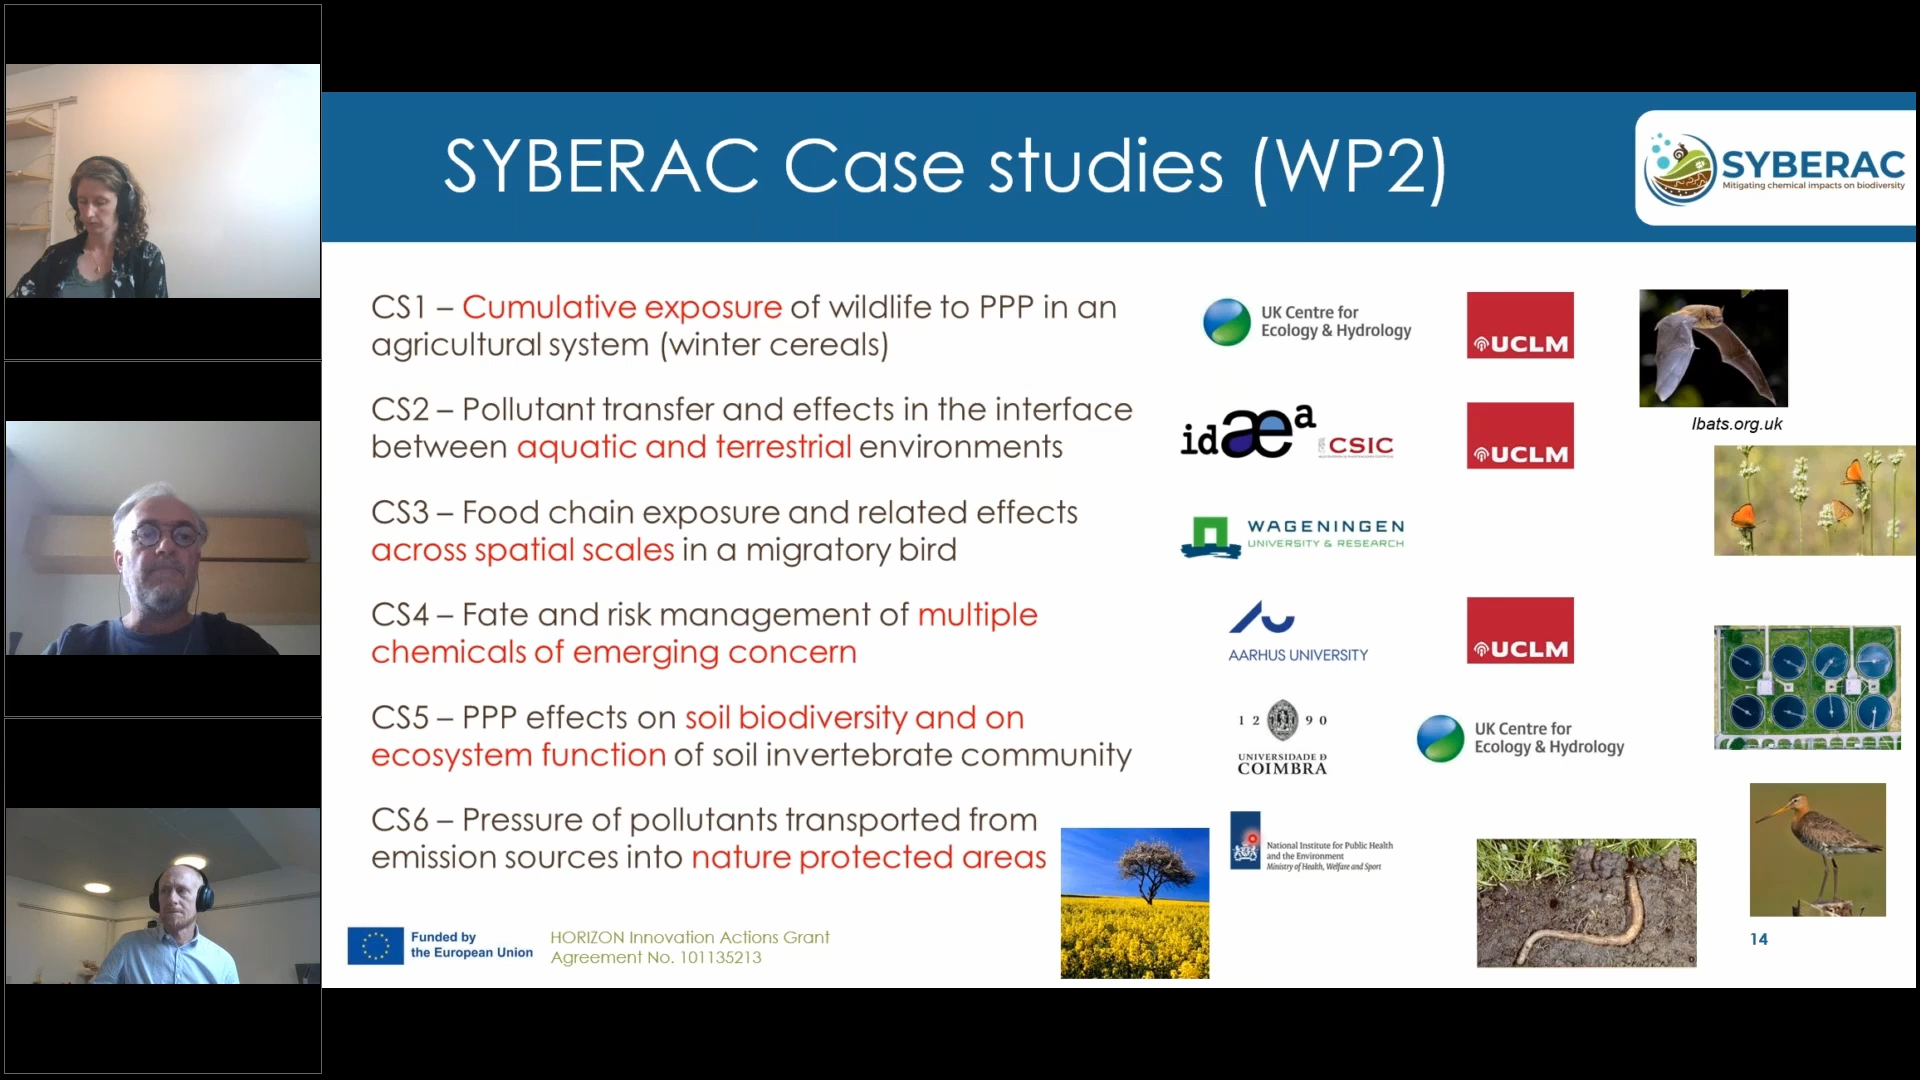 SYBERAC Case studies (WP2)
SYBERAC
Mitigating chemical impacts on biodiversity
CS1 – Cumulative exposure of wildlife to PPP in an
agricultural system (winter cereals)
UK Centre for
Ecology & Hydrology
UCLM
lbats.org.uk
CS2 – Pollutant transfer and effects in the interface
between aquatic and terrestrial environments
idæa
CSIC
UCLM
CS3 – Food chain exposure and related effects
across spatial scales in a migratory bird
WAGENINGEN
UNIVERSITY & RESEARCH
CS4 – Fate and risk management of multiple
chemicals of emerging concern
AARHUS UNIVERSITY
UCLM
CS5 – PPP effects on soil biodiversity and on
ecosystem function of soil invertebrate community
12 90
UNIVERSIDADE D
COIMBRA
UK Centre for
Ecology & Hydrology
CS6 – Pressure of pollutants transported from
emission sources into nature protected areas
National Institute for Public Health
and the Environment
Ministry of Health, Welfare and Sport
Funded by
the European Union
HORIZON Innovation Actions Grant
Agreement No. 101135213
14